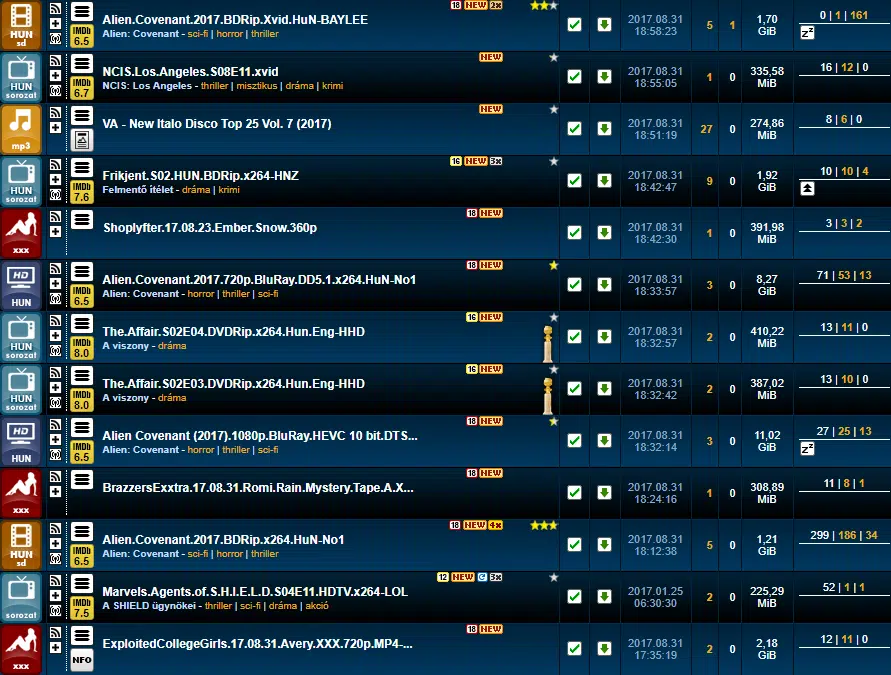 HUN sd IMDb 6.5 Alien.Covenant.2017.BDRip.Xvid.HuN-BAYLEE 18 NEW 2x 2017.08.31 5 1 1,70 0 | 1 | 161
Alien: Covenant - sci-fi | horror | thriller 18:58:23 GiB zz
HUN sorozat IMDb 6.7 NCIS.Los.Angeles.S08E11.xvid NEW 2017.08.31 1 0 335,58 16 | 12 | 0
NCIS: Los Angeles - thriller | misztikus | dráma | krimi 18:55:05 MiB
mp3 VA - New Italo Disco Top 25 Vol. 7 (2017) NEW 2017.08.31 27 0 274,86 8 | 6 | 0
18:51:19 MiB
HUN sorozat IMDb 7.6 Frikjent.S02.HUN.BDRip.x264-HNZ 16 NEW 3x 2017.08.31 9 0 1,92 10 | 10 | 4
Felmentő ítélet - dráma | krimi 18:42:47 GiB
xxx Shoplyfter.17.08.23.Ember.Snow.360p 18 NEW 2017.08.31 1 0 391,98 3 | 3 | 2
18:42:30 MiB
HD HUN IMDb 6.5 Alien.Covenant.2017.720p.BluRay.DD5.1.x264.HuN-No1 18 NEW 2017.08.31 3 0 8,27 71 | 53 | 13
Alien: Covenant - horror | thriller | sci-fi 18:33:57 GiB
HUN sorozat IMDb 8.0 The.Affair.S02E04.DVDRip.x264.Hun.Eng-HHD 16 NEW 2017.08.31 2 0 410,22 13 | 11 | 0
A viszony - dráma 18:32:57 MiB
HUN sorozat IMDb 8.0 The.Affair.S02E03.DVDRip.x264.Hun.Eng-HHD 16 NEW 2017.08.31 2 0 387,02 13 | 10 | 0
A viszony - dráma 18:32:42 MiB
HD HUN IMDb 6.5 Alien Covenant (2017).1080p.BluRay.HEVC 10 bit.DTS... 18 NEW 2017.08.31 3 0 11,02 27 | 25 | 13
Alien: Covenant - horror | thriller | sci-fi 18:32:14 GiB zz
xxx BrazzersExxtra.17.08.31.Romi.Rain.Mystery.Tape.A.X... 18 NEW 2017.08.31 1 0 308,89 11 | 8 | 1
18:24:16 MiB
HUN sd IMDb 6.5 Alien.Covenant.2017.BDRip.x264.HuN-No1 18 NEW 4x 2017.08.31 5 0 1,21 299 | 186 | 34
Alien: Covenant - sci-fi | horror | thriller 18:12:38 GiB
sorozat IMDb 7.5 Marvels.Agents.of.S.H.I.E.L.D.S04E11.HDTV.x264-LOL 12 NEW 3x 2017.01.25 2 0 225,29 52 | 1 | 1
A SHIELD ügynökei - thriller | sci-fi | dráma | akció 06:30:30 MiB
xxx NFO ExploitedCollegeGirls.17.08.31.Avery.XXX.720p.MP4-... 18 NEW 2017.08.31 2 0 2,18 12 | 11 | 0
17:35:19 GiB